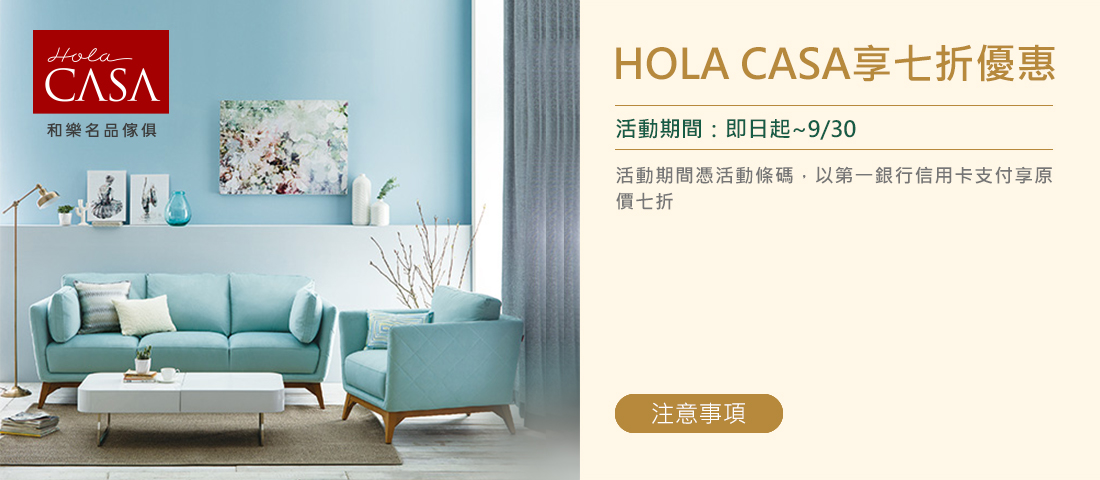 Hola
CASA
和樂名品傢俱
HOLA CASA享七折優惠
活動期間：即日起~9/30
活動期間憑活動條碼，以第一銀行信用卡支付享原
價七折
注意事項